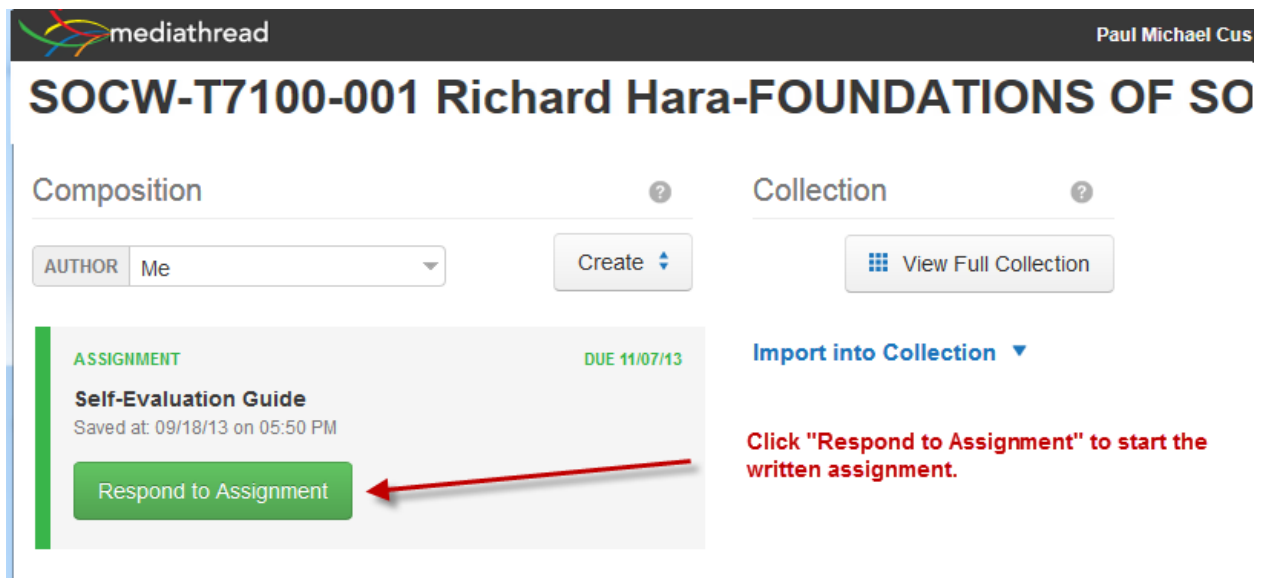 mediathread
Paul Michael Cus
SOCW-T7100-001 Richard Hara-FOUNDATIONS OF SO
Composition
?
Collection
?
AUTHOR Me
Create
View Full Collection
ASSIGNMENT
DUE 11/07/13
Import into Collection
Self-Evaluation Guide
Saved at: 09/18/13 on 05:50 PM
Click "Respond to Assignment" to start the
written assignment.
Respond to Assignment